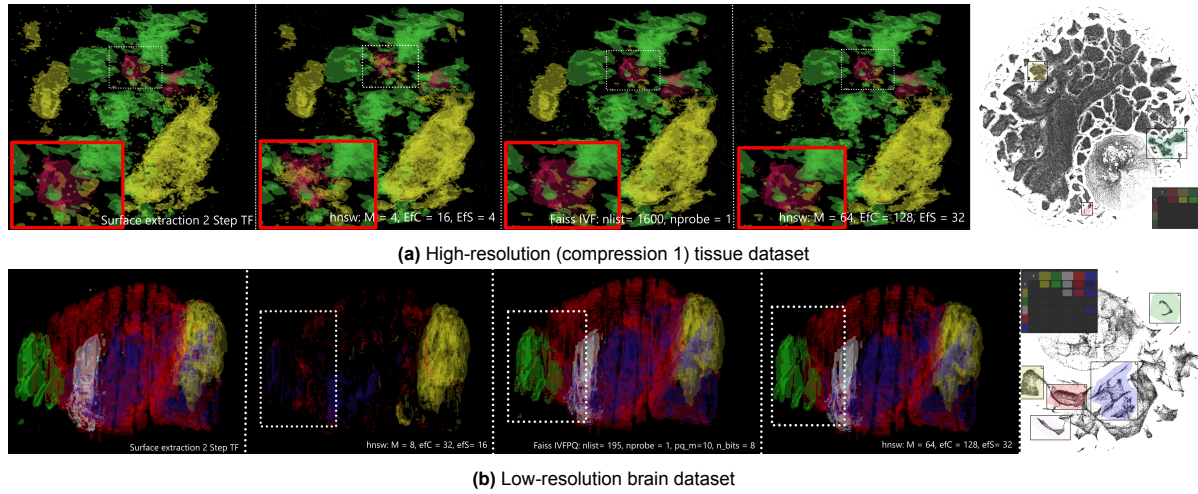 Surface extraction 2 Step TF
hnsw: M = 4, EfC = 16, EfS = 4
Faiss IVF: nlist= 1600, nprobe = 1
hnsw: M = 64, EfC = 128, EfS = 32
(a) High-resolution (compression 1) tissue dataset
Surface extraction 2 Step TF
hnsw: M = 8, efC = 32, efS= 16
Faiss IVFPQ: nlist= 195, nprobe = 1, pq_m=10, n_bits = 8
hnsw: M = 64, efC = 128, efS= 32
(b) Low-resolution brain dataset